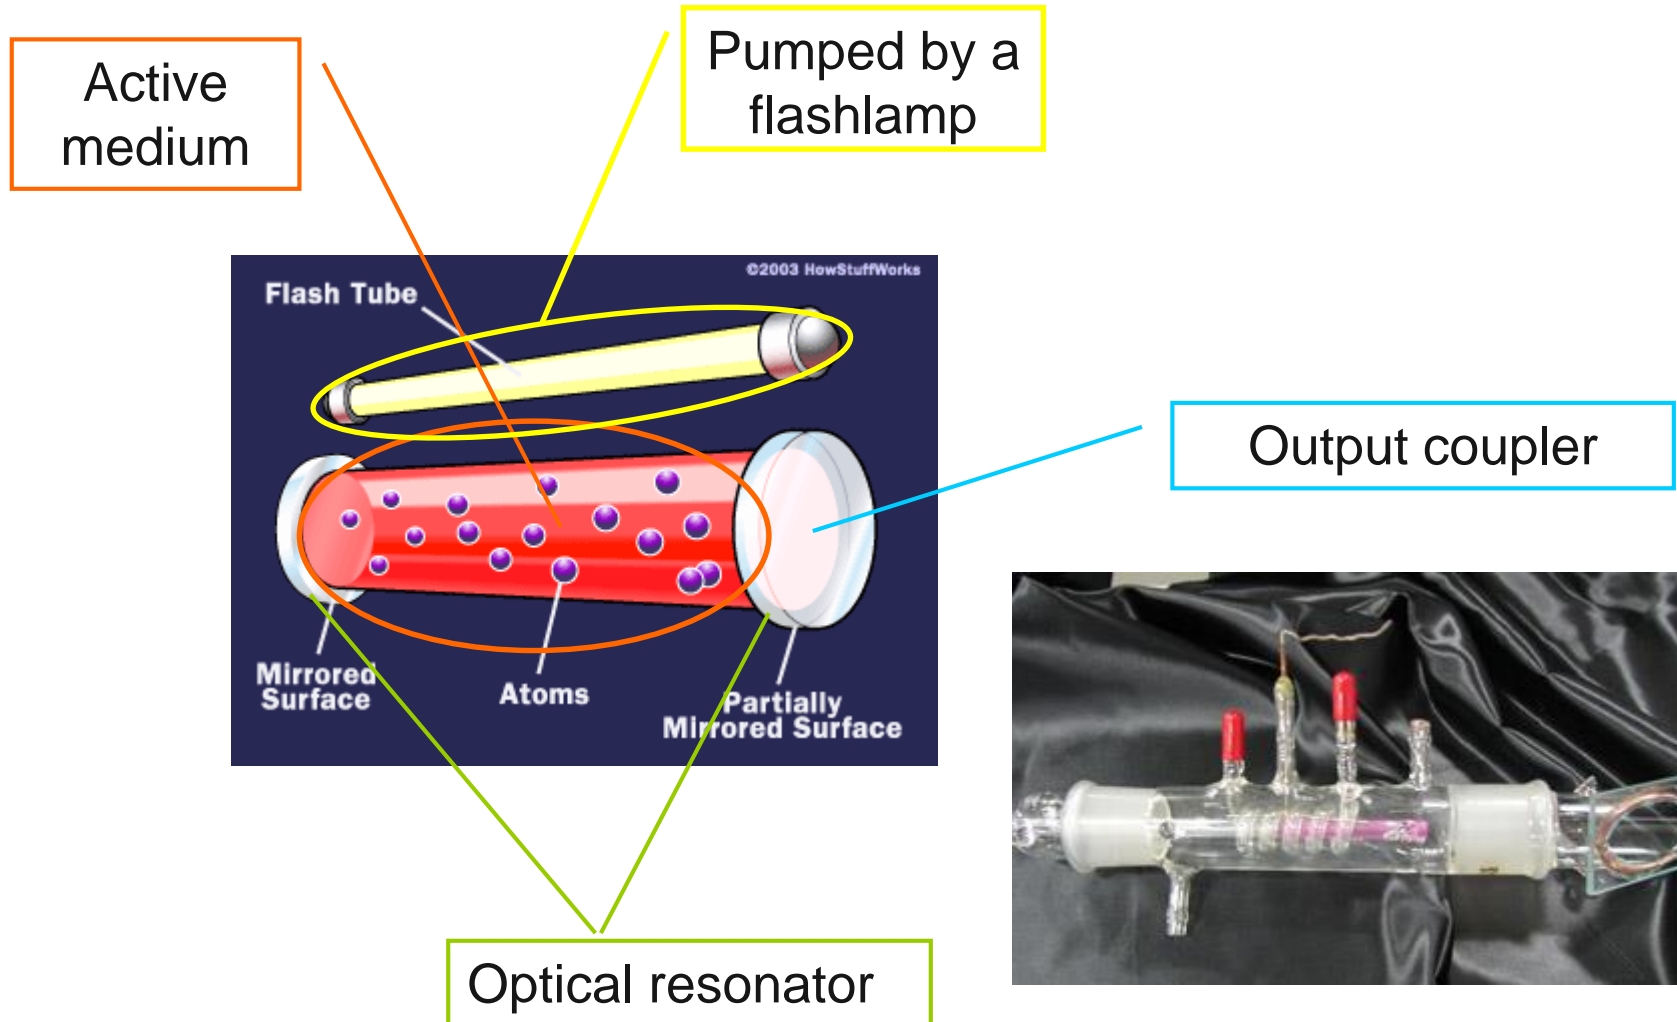 Active
medium
Pumped by a
flashlamp
©2003 HowStuffWorks
Flash Tube
Output coupler
Mirrored
Surface
Atoms
Partially
Mirrored Surface
Optical resonator